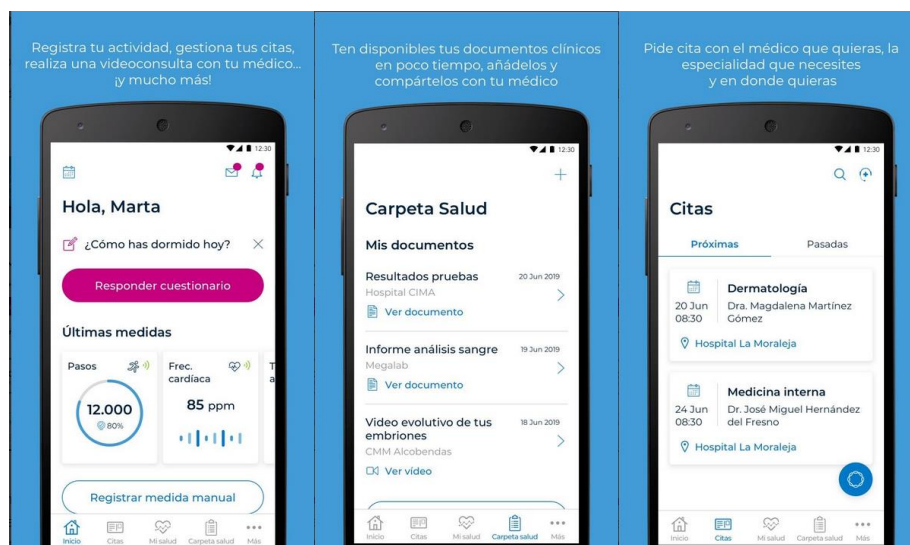 Registra tu actividad, gestiona tus citas,
realiza una videoconsulta con tu médico...
¡y mucho más!
12:30
Hola, Marta
¿Cómo has dormido hoy?
Responder cuestionario
Últimas medidas
Pasos
12.000
80%
Frec.
cardíaca
85 ppm
T
a
Registrar medida manual
Inicio
Citas
Mi salud
Carpeta salud
Más
Ten disponibles tus documentos clínicos
en poco tiempo, añádelos y
compártelos con tu médico
12:30
Carpeta Salud
Mis documentos
Resultados pruebas 20 Jun 2019
Hospital CIMA
Ver documento
Informe análisis sangre 19 Jun 2019
Megalab
Ver documento
Video evolutivo de tus 18 Jun 2019
embriones
CMM Alcobendas
Ver vídeo
Inicio
Citas
Mi salud
Carpeta salud
Más
Pide cita con el médico que quieras, la
especialidad que necesites
y en donde quieras
12:30
Citas
Próximas
Pasadas
20 Jun
08:30
Dermatología
Dra. Magdalena Martínez
Gómez
Hospital La Moraleja
24 Jun
08:30
Medicina interna
Dr. José Miguel Hernández
del Fresno
Hospital La Moraleja
Inicio
Citas
Mi salud
Carpeta salud
Más